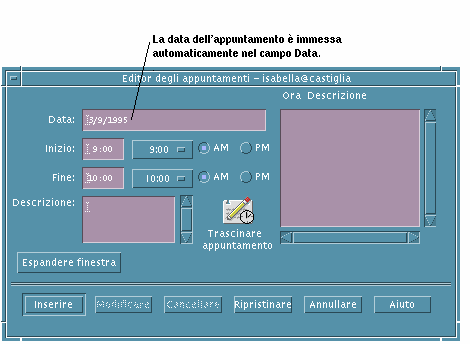 La data dell'appuntamento è immessa
automaticamente nel campo Data.
Editor degli appuntamenti – isabella@castiglia
Ora Descrizione
Data: 3/9/1995
Inizio: 9:00 9:00 AM PM
Fine: 10:00 10:00 AM PM
Descrizione:
Trascinare
appuntamento
Espandere finestra
Inserire Modificare Cancellare Ripristinare Annullare Aiuto